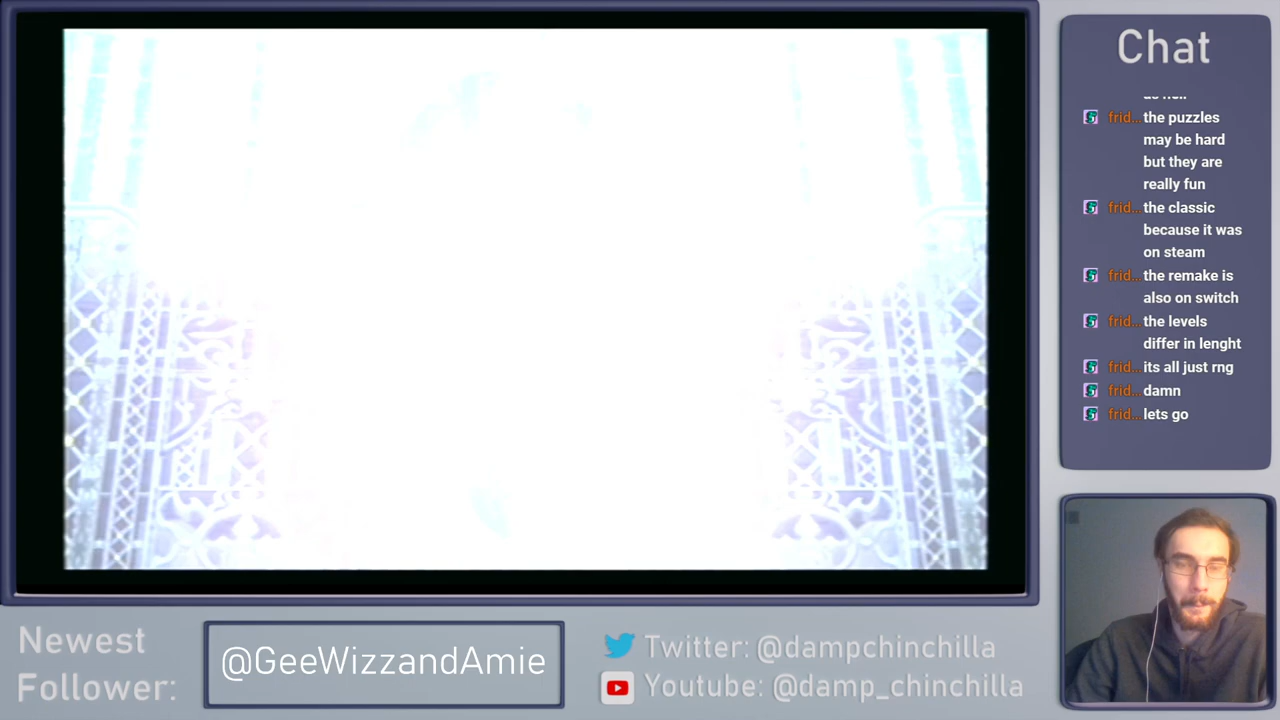 Chat
frid... the puzzles
may be hard
but they are
really fun
frid... the classic
because it was
on steam
frid... the remake is
also on switch
frid... the levels
differ in lenght
frid... its all just rng
frid... damn
frid... lets go
Newest
Follower:
@GeeWizzandAmie
Twitter: @dampchinchilla
Youtube: @damp_chinchilla